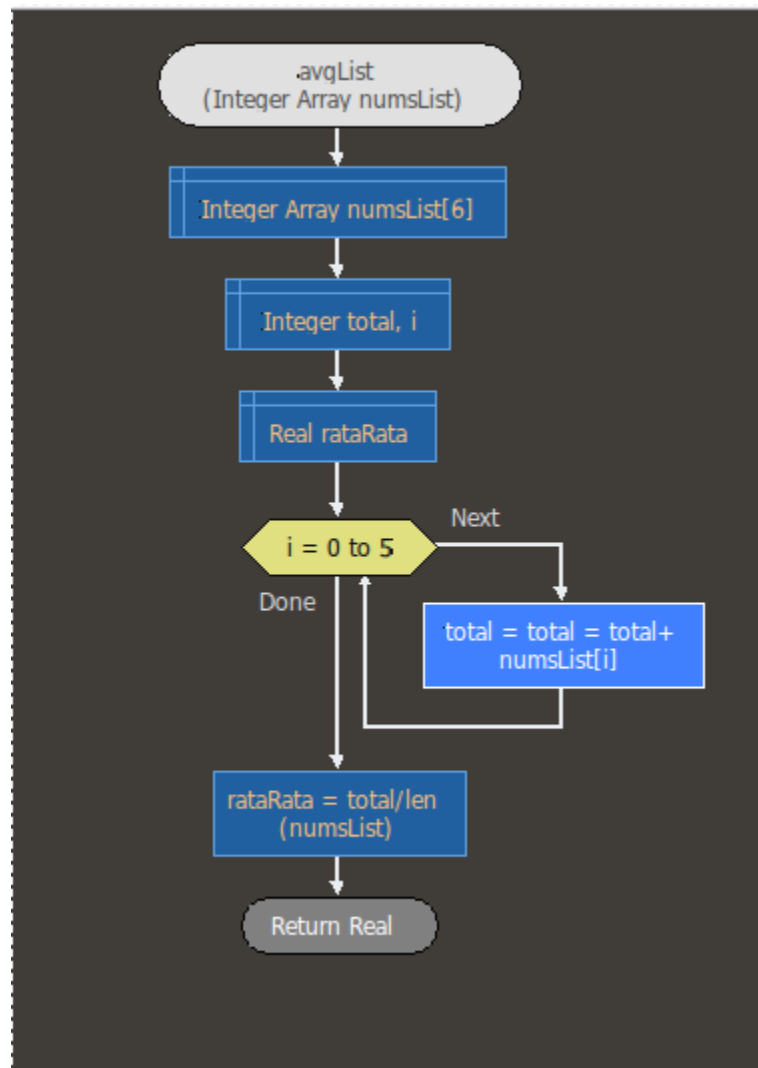 avgList
(Integer Array numsList)
Integer Array numsList[6]
Integer total, i
Real rataRata
i = 0 to 5
Next
Done
total = total = total+
numsList[i]
rataRata = total/len
(numsList)
Return Real